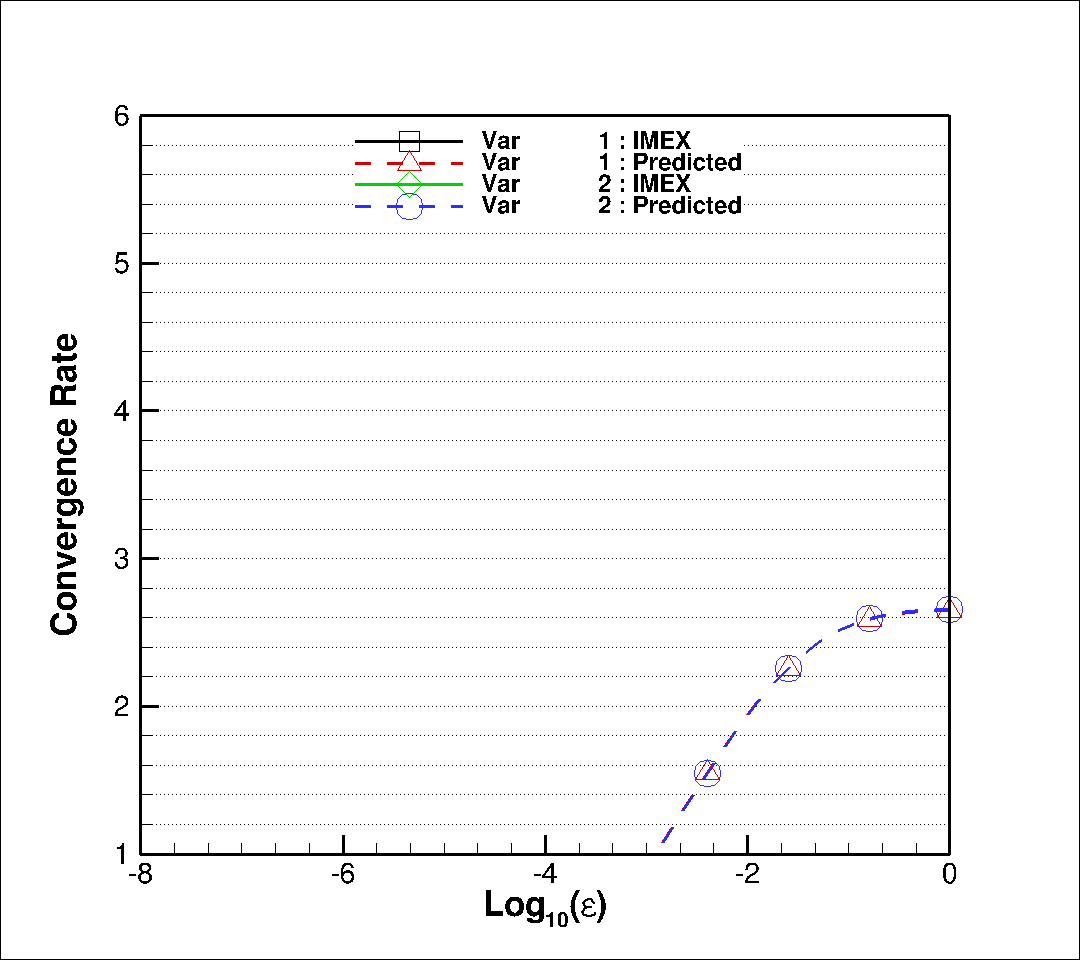 6
Var 1 : IMEX
Var 1 : Predicted
Var 2 : IMEX
Var 2 : Predicted
5
4
3
2
1
Convergence Rate
-8 -6 -4 -2 0
Log10(ε)